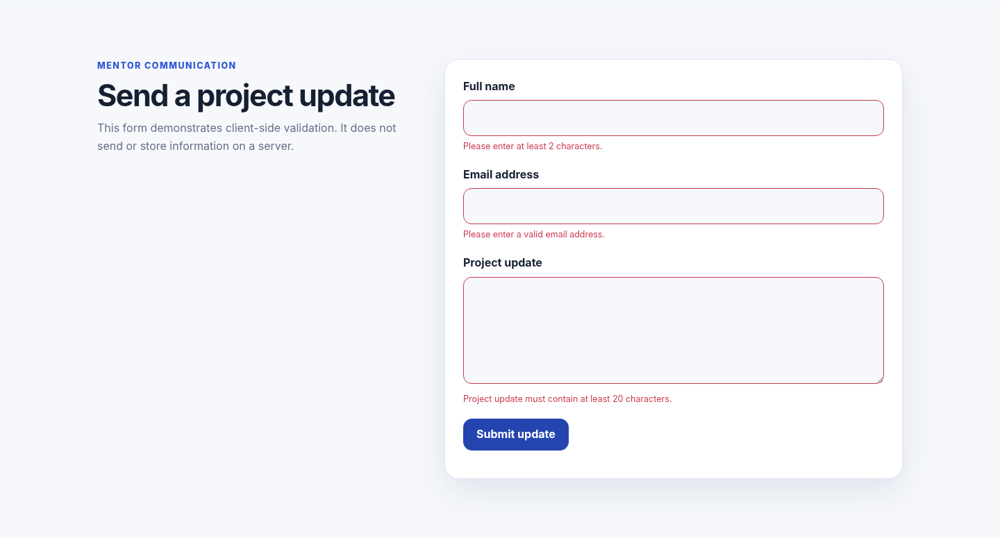 MENTOR COMMUNICATION
Send a project update
This form demonstrates client-side validation. It does not
send or store information on a server.
Full name
Please enter at least 2 characters.
Email address
Please enter a valid email address.
Project update
Project update must contain at least 20 characters.
Submit update